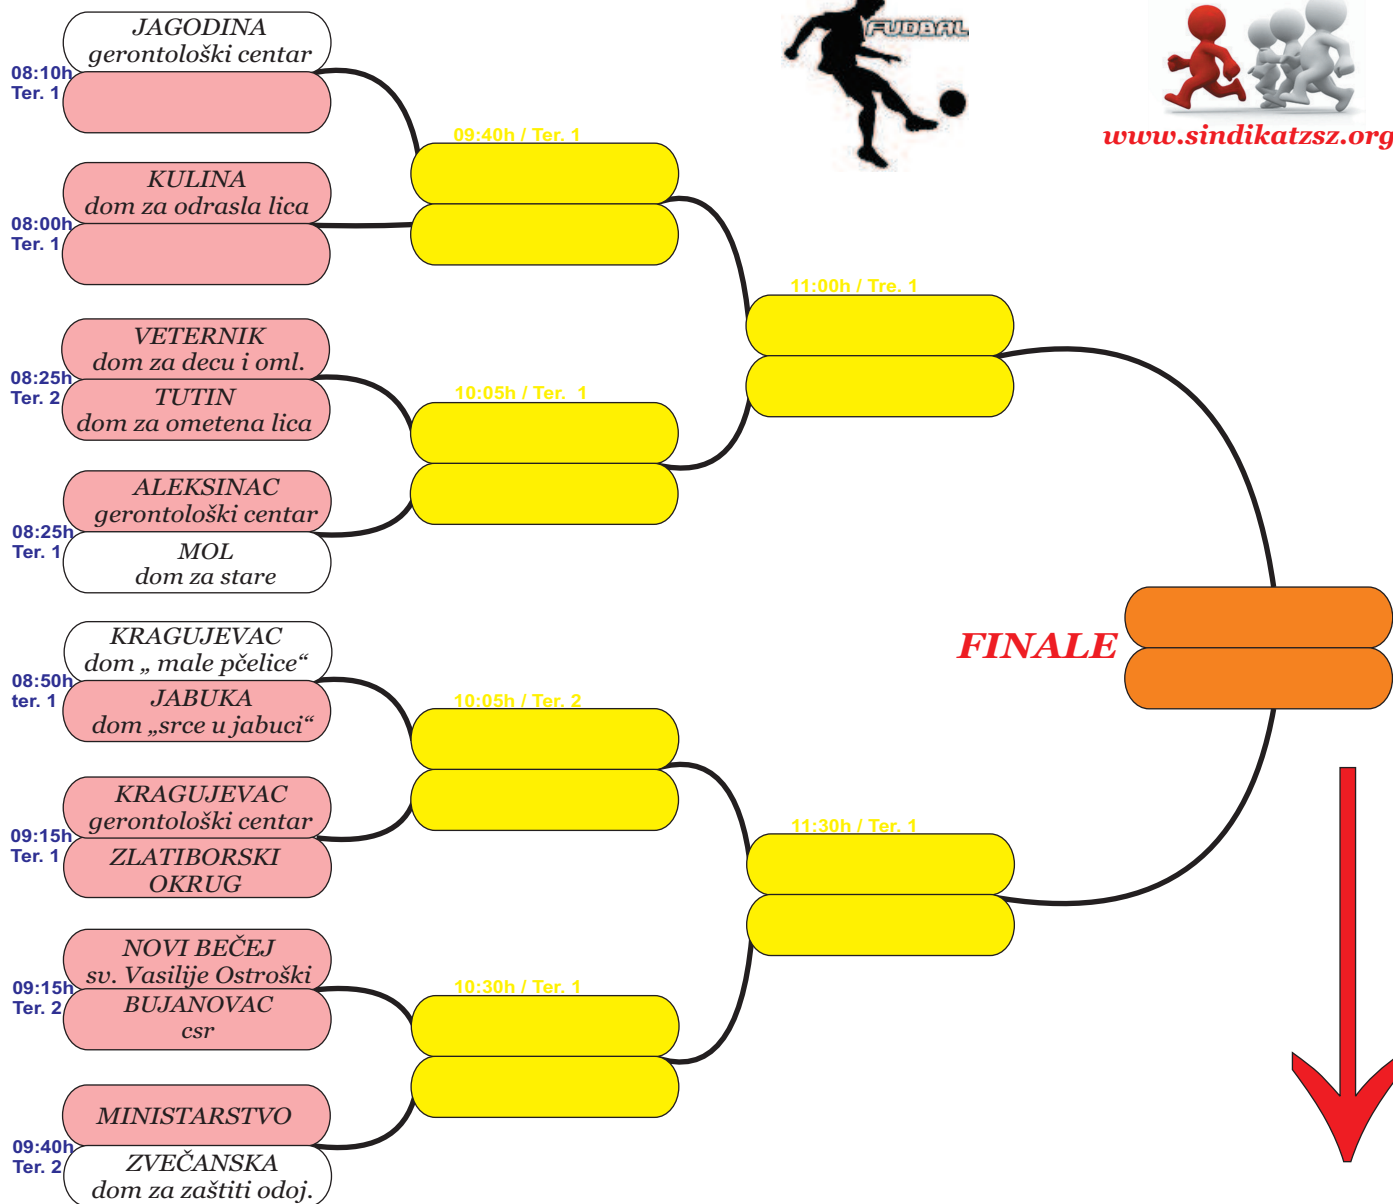 FUDBAL
www.sindikatzsz.org
JAGODINA
gerontološki centar
08:10h
Ter. 1
KULINA
dom za odrasla lica
08:00h
Ter. 1
VETERNIK
dom za decu i oml.
08:25h
Ter. 2
TUTIN
dom za ometena lica
ALEKSINAC
gerontološki centar
08:25h
Ter. 1
MOL
dom za stare
KRAGUJEVAC
dom „ male pčelice“
08:50h
ter. 1
JABUKA
dom „srce u jabuci“
KRAGUJEVAC
gerontološki centar
09:15h
Ter. 1
ZLATIBORSKI
OKRUG
NOVI BEČEJ
sv. Vasilije Ostroški
09:15h
Ter. 2
BUJANOVAC
csr
MINISTARSTVO
09:40h
Ter. 2
ZVEČANSKA
dom za zaštiti odoj.
09:40h / Ter. 1
10:05h / Ter. 1
10:05h / Ter. 2
10:30h / Ter. 1
11:00h / Tre. 1
11:30h / Ter. 1
FINALE